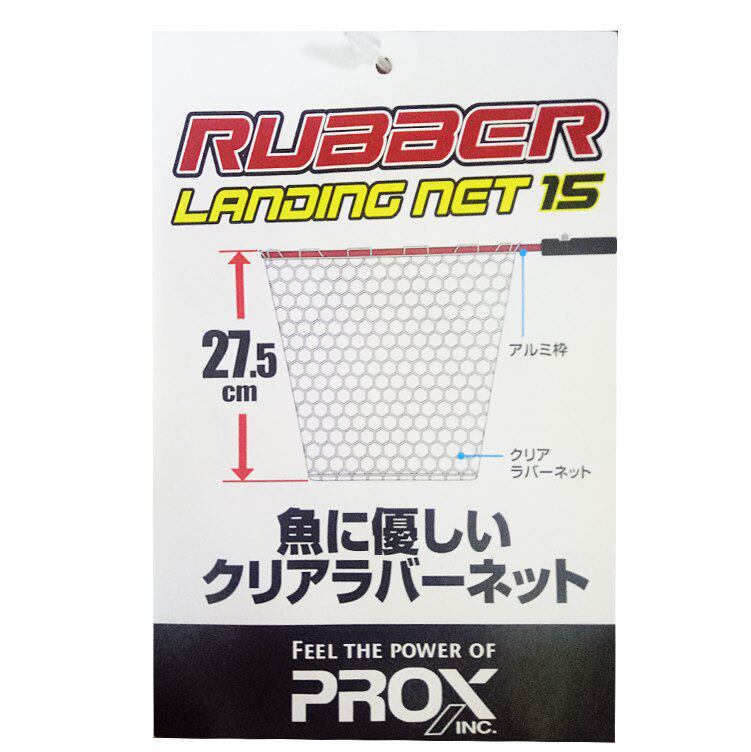 RUBBER
LANDING NET 15
27.5
cm
アルミ枠
クリア
ラバーネット
魚に優しい
クリアラバーネット
FEEL THE POWER OF
PROX
INC.